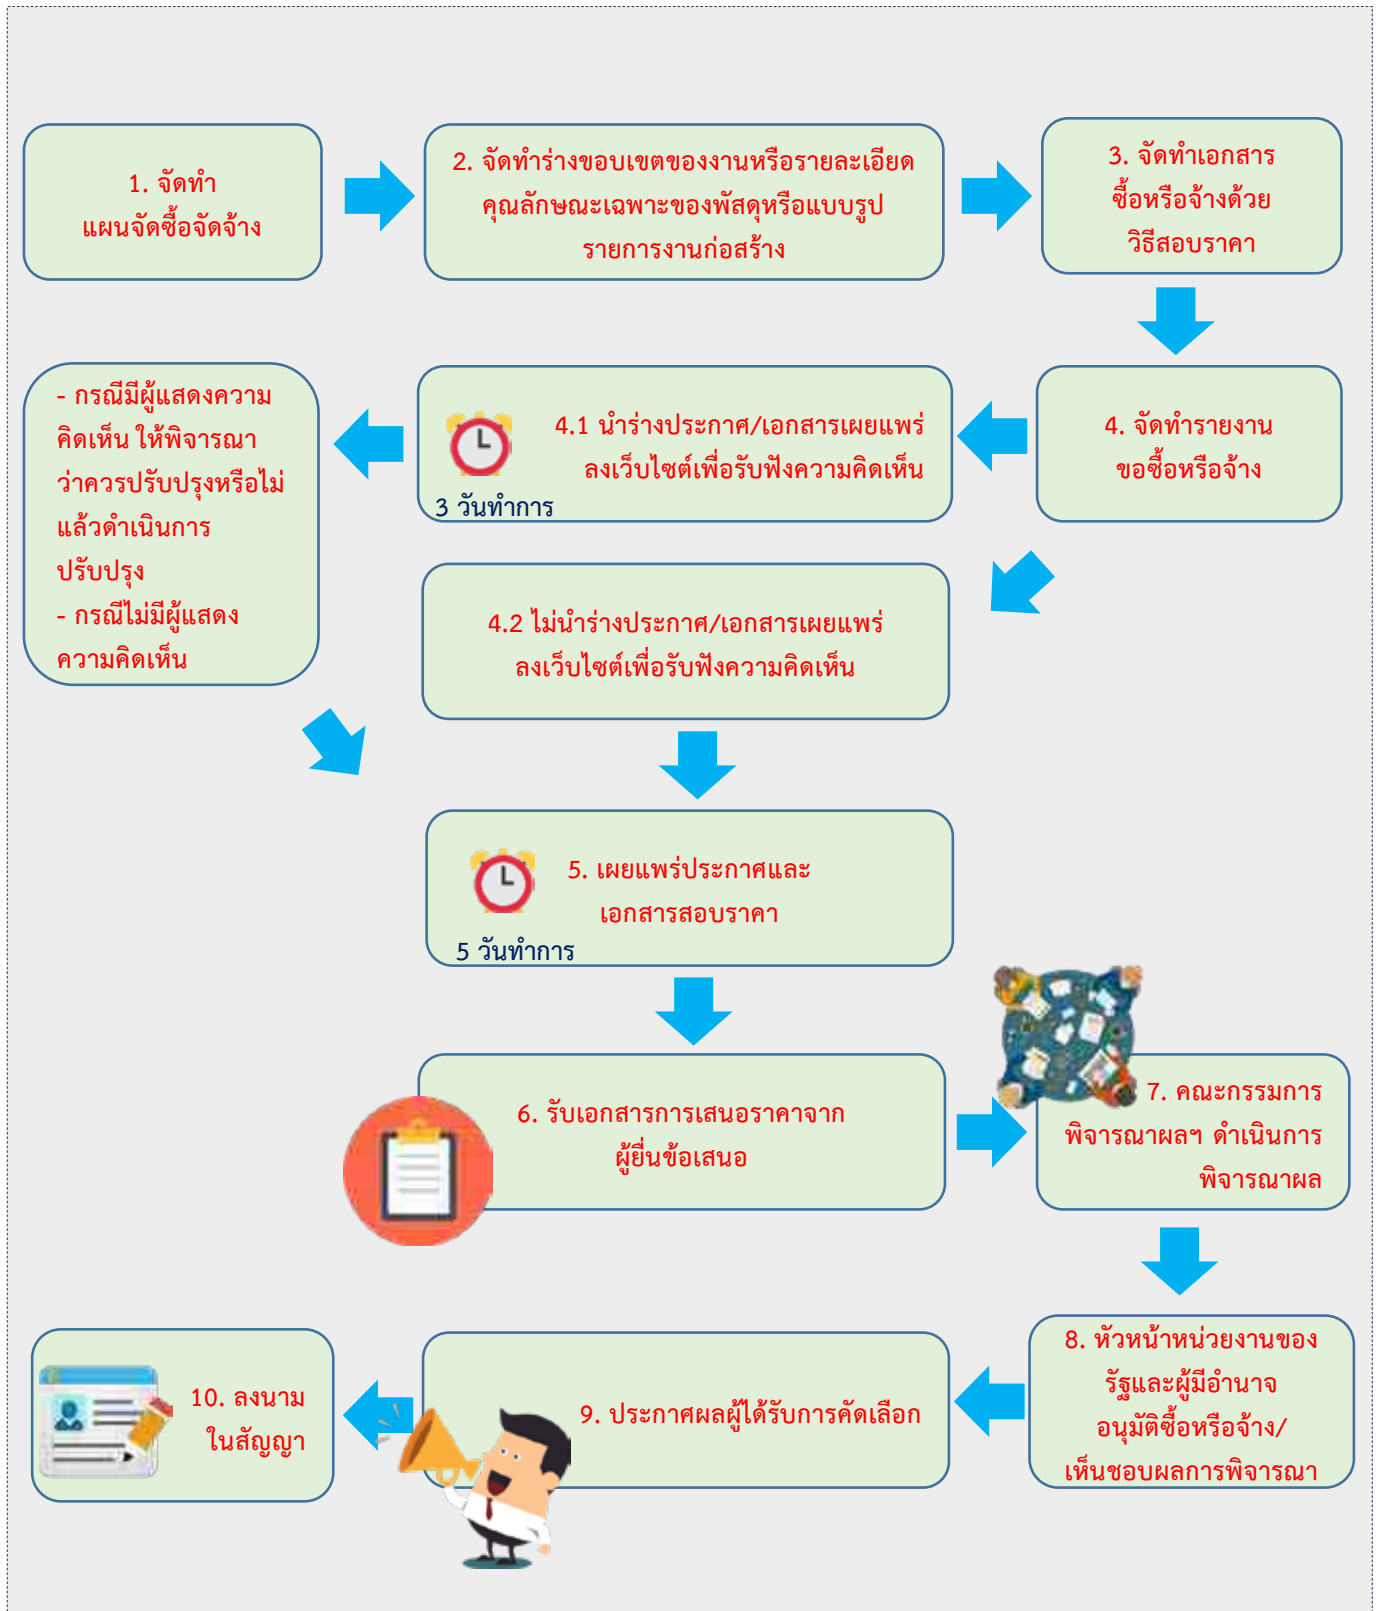 1. จัดทำ
แผนจัดซื้อจัดจ้าง
2. จัดทำร่างขอบเขตของงานหรือรายละเอียด
คุณลักษณะเฉพาะของพัสดุหรือแบบรูป
รายการงานก่อสร้าง
3. จัดทำเอกสาร
ซื้อหรือจ้างด้วย
วิธีสอบราคา
4. จัดทำรายงาน
ขอซื้อหรือจ้าง
4.1 นำร่างประกาศ/เอกสารเผยแพร่
ลงเว็บไซต์เพื่อรับฟังความคิดเห็น
3 วันทำการ
- กรณีมีผู้แสดงความ
คิดเห็น ให้พิจารณา
ว่าควรปรับปรุงหรือไม่
แล้วดำเนินการ
ปรับปรุง
- กรณีไม่มีผู้แสดง
ความคิดเห็น
4.2 ไม่นำร่างประกาศ/เอกสารเผยแพร่
ลงเว็บไซต์เพื่อรับฟังความคิดเห็น
5. เผยแพร่ประกาศและ
เอกสารสอบราคา
5 วันทำการ
6. รับเอกสารการเสนอราคาจาก
ผู้ยื่นข้อเสนอ
7. คณะกรรมการ
พิจารณาผลฯ ดำเนินการ
พิจารณาผล
8. หัวหน้าหน่วยงานของ
รัฐและผู้มีอำนาจ
อนุมัติซื้อหรือจ้าง/
เห็นชอบผลการพิจารณา
9. ประกาศผลผู้ได้รับการคัดเลือก
10. ลงนาม
ในสัญญา